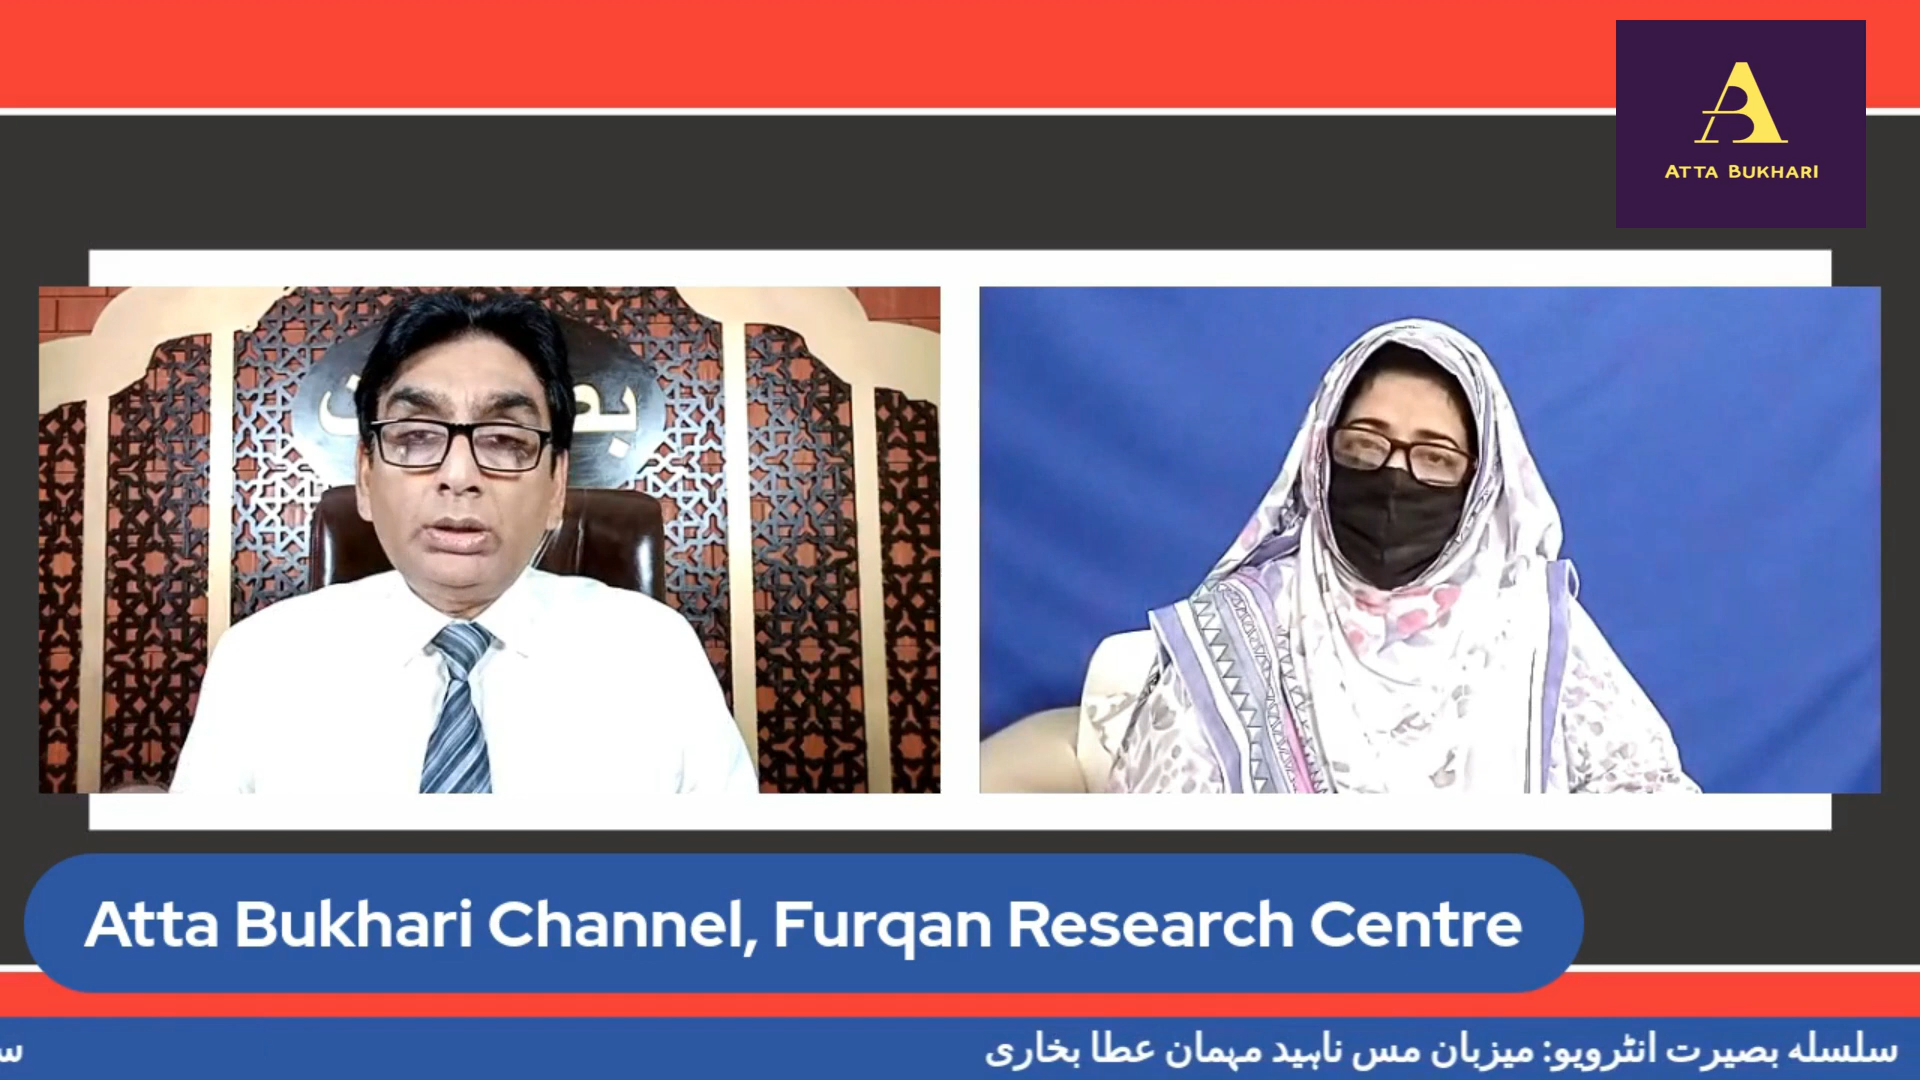 ATTA BUKHARI
Atta Bukhari Channel, Furqan Research Centre
سلسلہ بصیرت انٹرویو: میزبان مس ناہید مہمان عطا بخاری